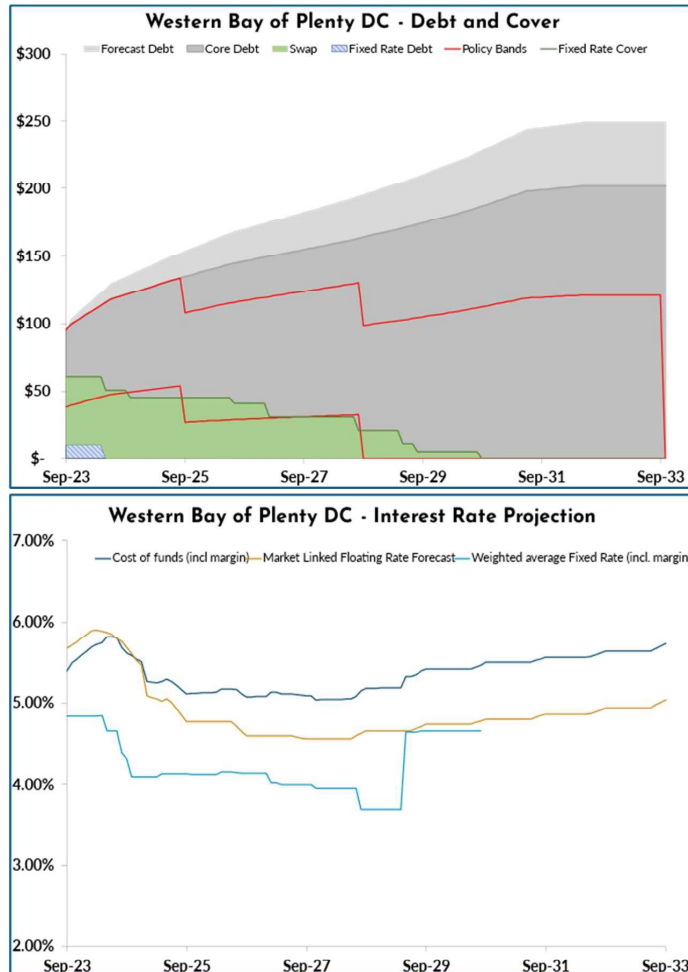 Western Bay of Plenty DC - Debt and Cover
$300
Forecast Debt Core Debt Swap Fixed Rate Debt Policy Bands Fixed Rate Cover
$250
$200
$150
$100
$50
$-
Sep-23 Sep-25 Sep-27 Sep-29 Sep-31 Sep-33
Western Bay of Plenty DC - Interest Rate Projection
7.00%
Cost of funds (incl margin) Market Linked Floating Rate Forecast Weighted average Fixed Rate (incl. margin
6.00%
5.00%
4.00%
3.00%
2.00%
Sep-23 Sep-25 Sep-27 Sep-29 Sep-31 Sep-33